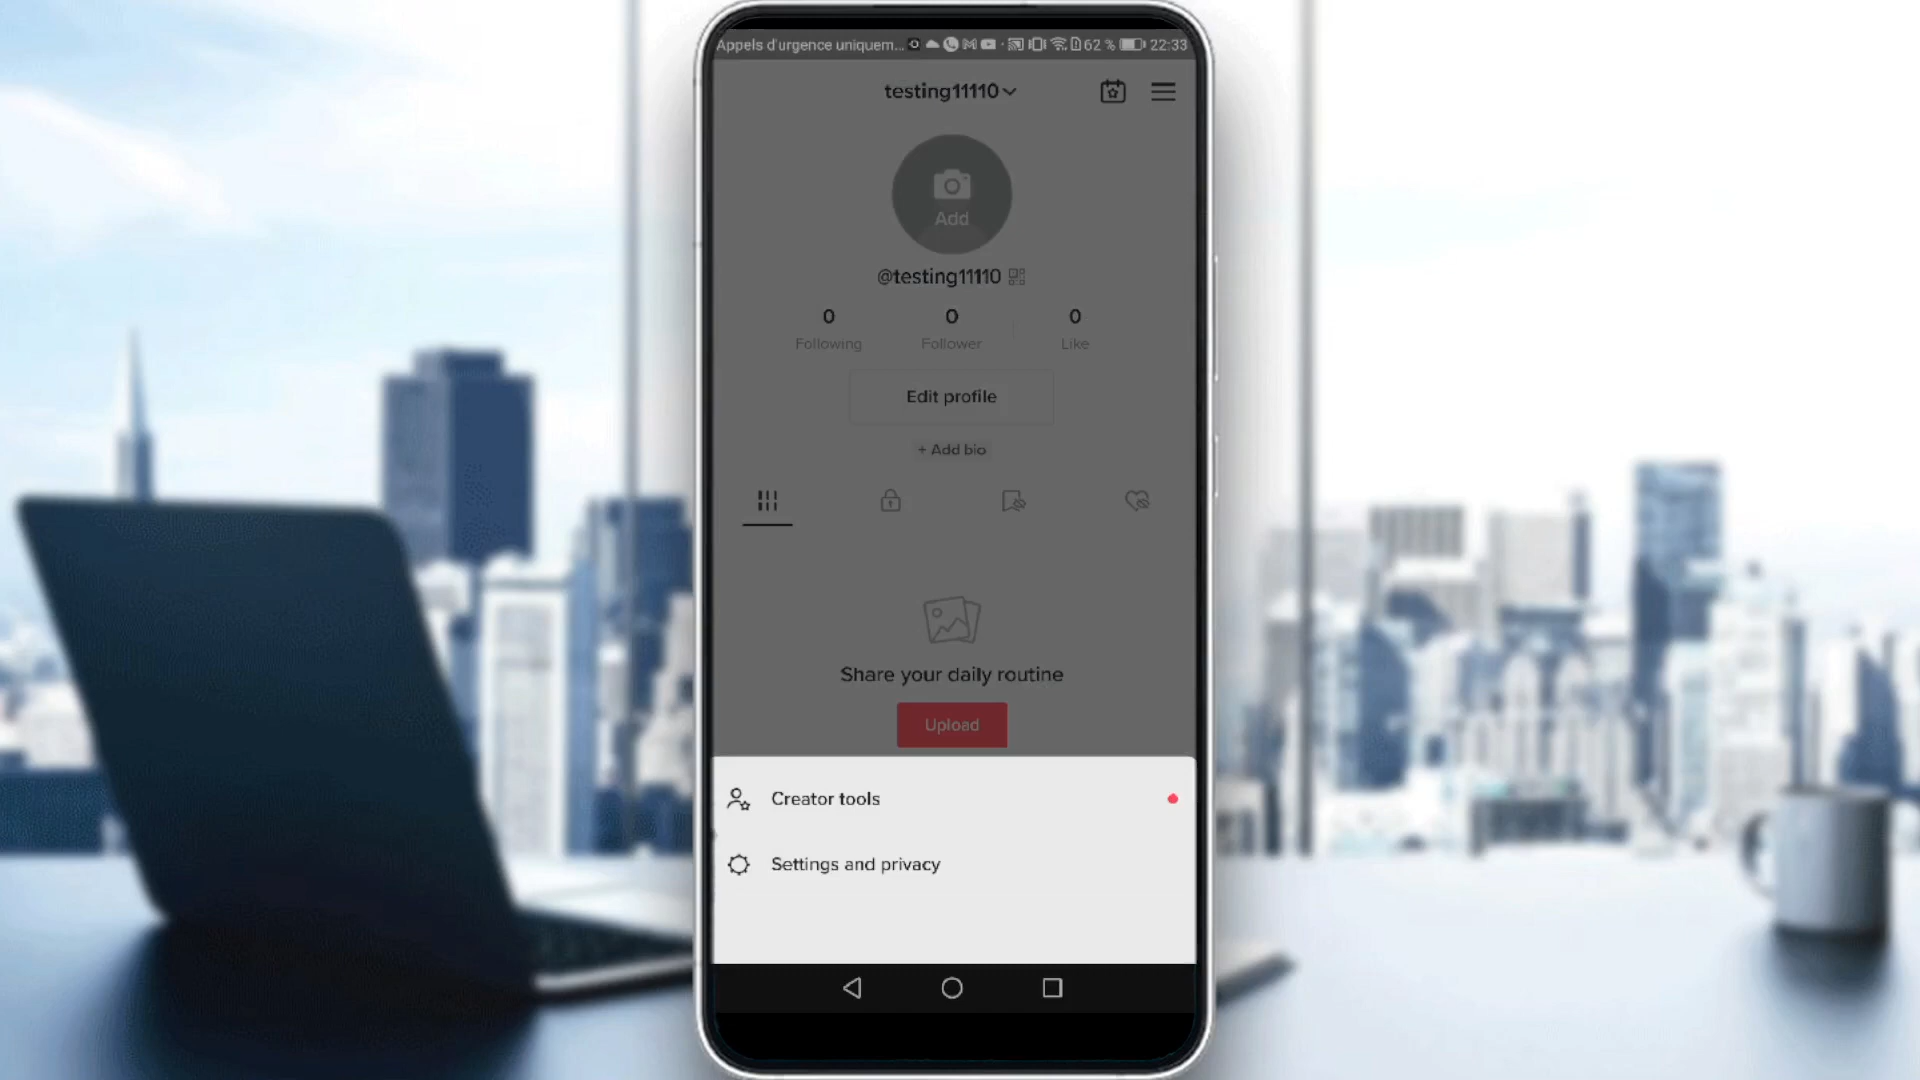 Appels d'urgence uniquem... 62 % 22:33
testing11110
Add
@testing11110
0 0 0
Following Follower Like
Edit profile
+ Add bio
Share your daily routine
Upload
Creator tools
Settings and privacy